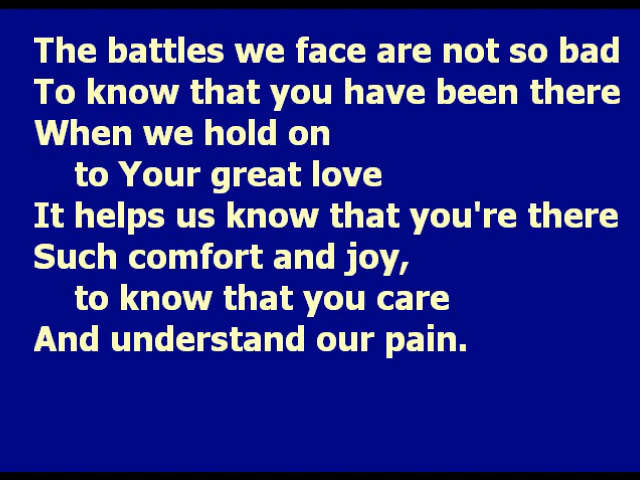 The battles we face are not so bad
To know that you have been there
When we hold on
to Your great love
It helps us know that you're there
Such comfort and joy,
to know that you care
And understand our pain.